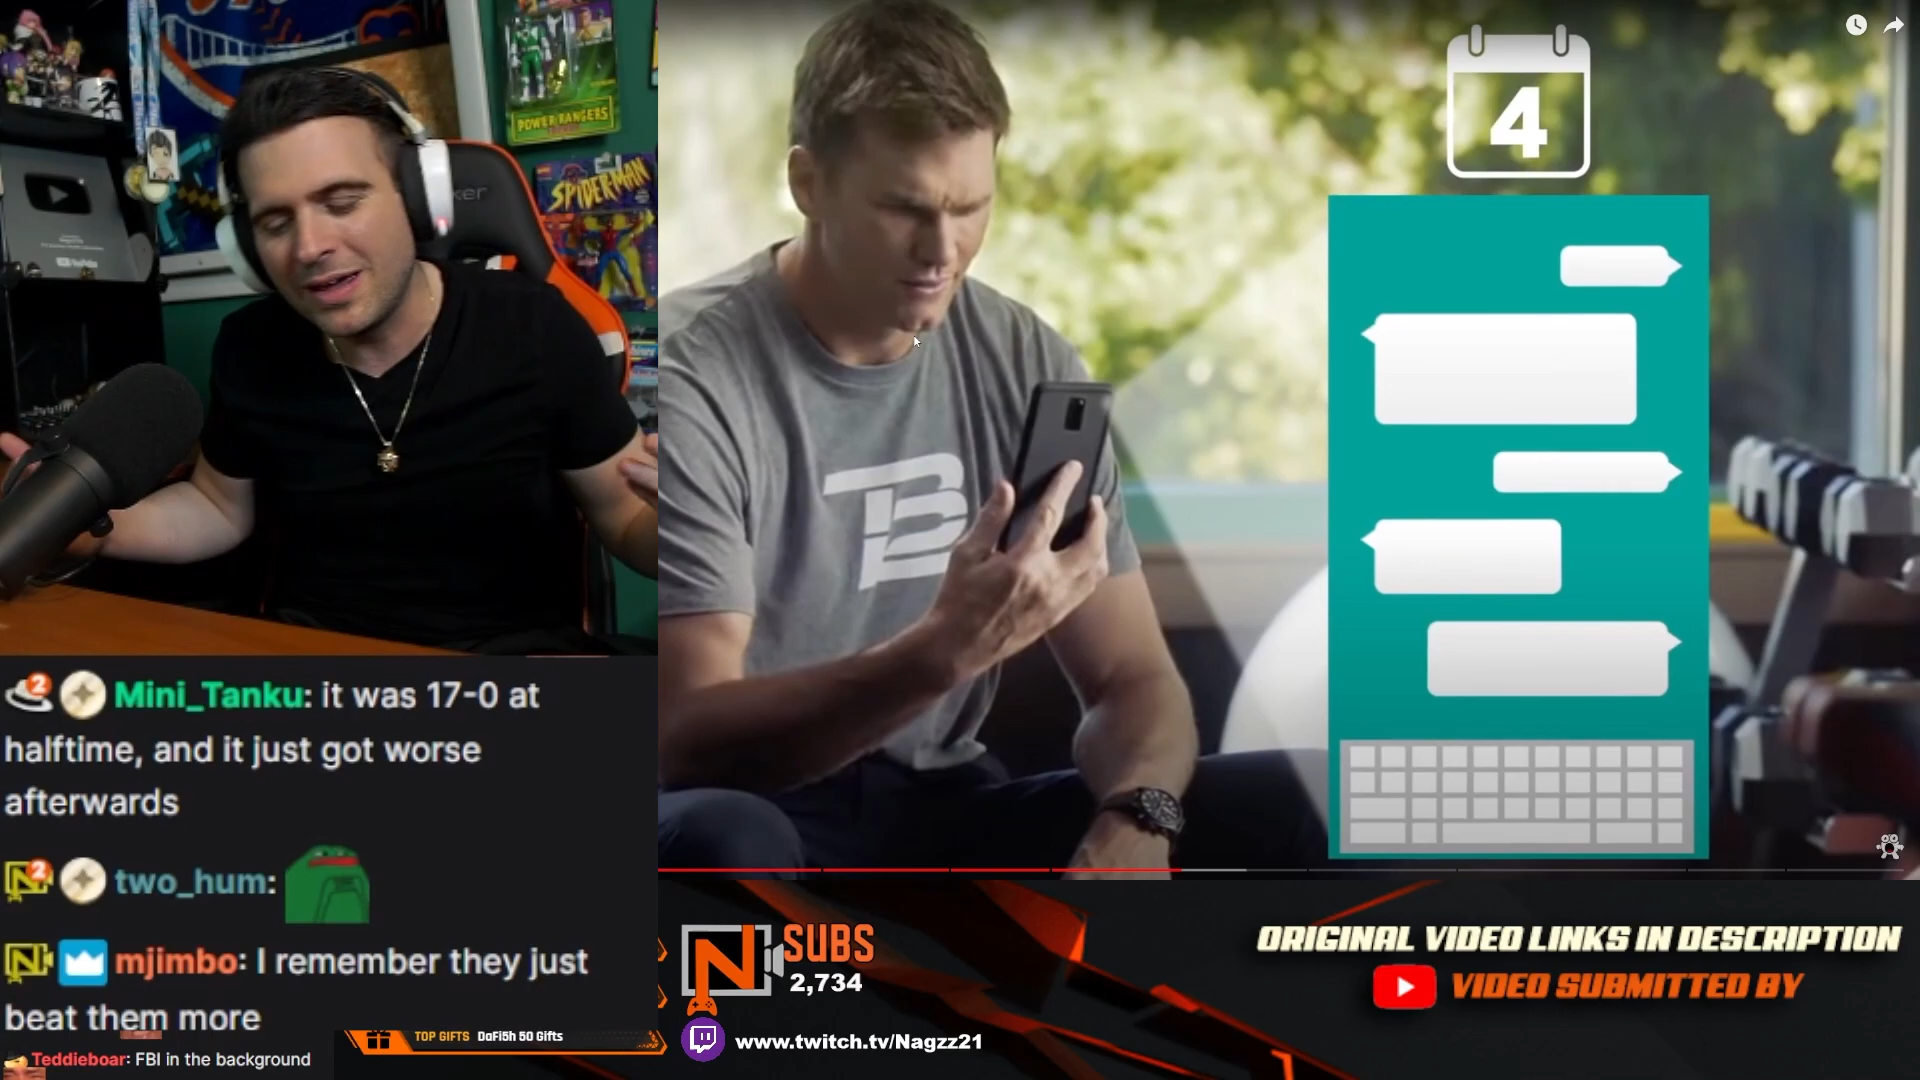 POWER RANGERS
SPIDER-MAN
4
TB
Mini_Tanku: it was 17-0 at
halftime, and it just got worse
afterwards
two_hum:
mjimbo: I remember they just
beat them more
Teddieboar: FBI in the background
TOP GIFTS DaFi5h 50 Gifts
N SUBS
2,734
www.twitch.tv/Nagzz21
ORIGINAL VIDEO LINKS IN DESCRIPTION
VIDEO SUBMITTED BY